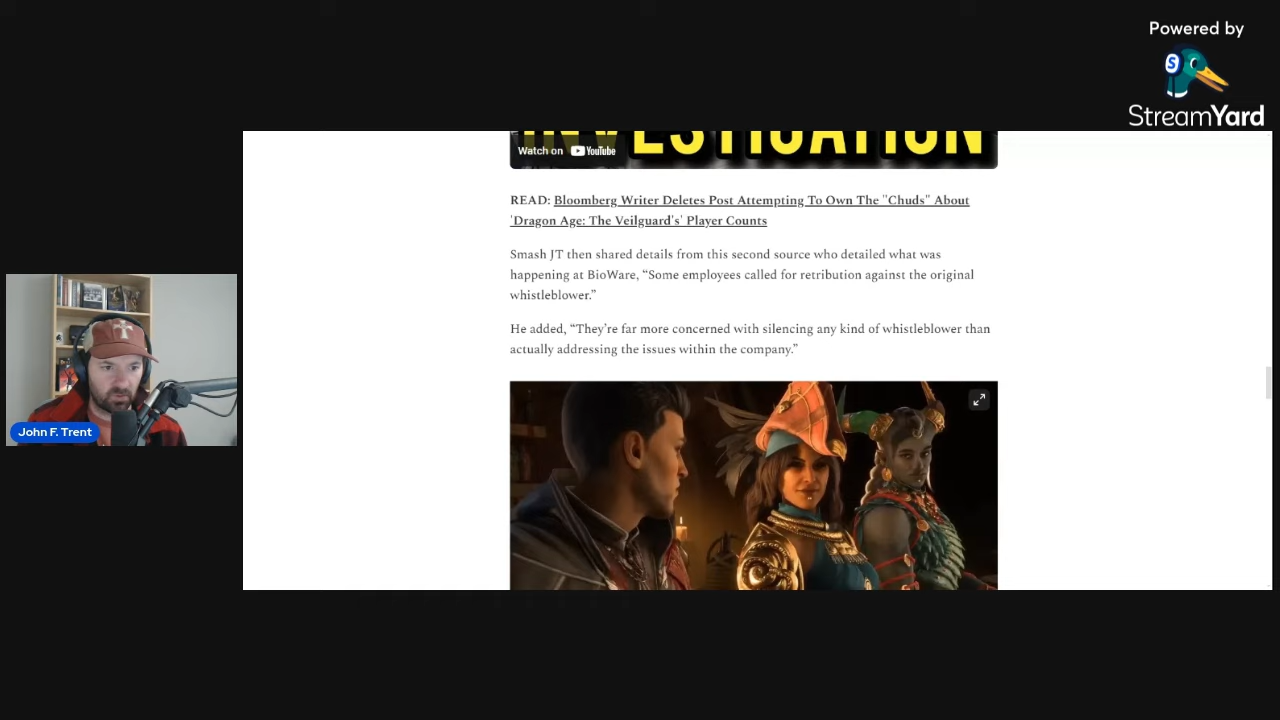 Powered by
StreamYard
INVESTIGATION
Watch on YouTube
READ: Bloomberg Writer Deletes Post Attempting To Own The "Chuds" About
'Dragon Age: The Veilguard's' Player Counts
Smash JT then shared details from this second source who detailed what was
happening at BioWare, “Some employees called for retribution against the original
whistleblower.”
He added, “They’re far more concerned with silencing any kind of whistleblower than
actually addressing the issues within the company.”
John F. Trent